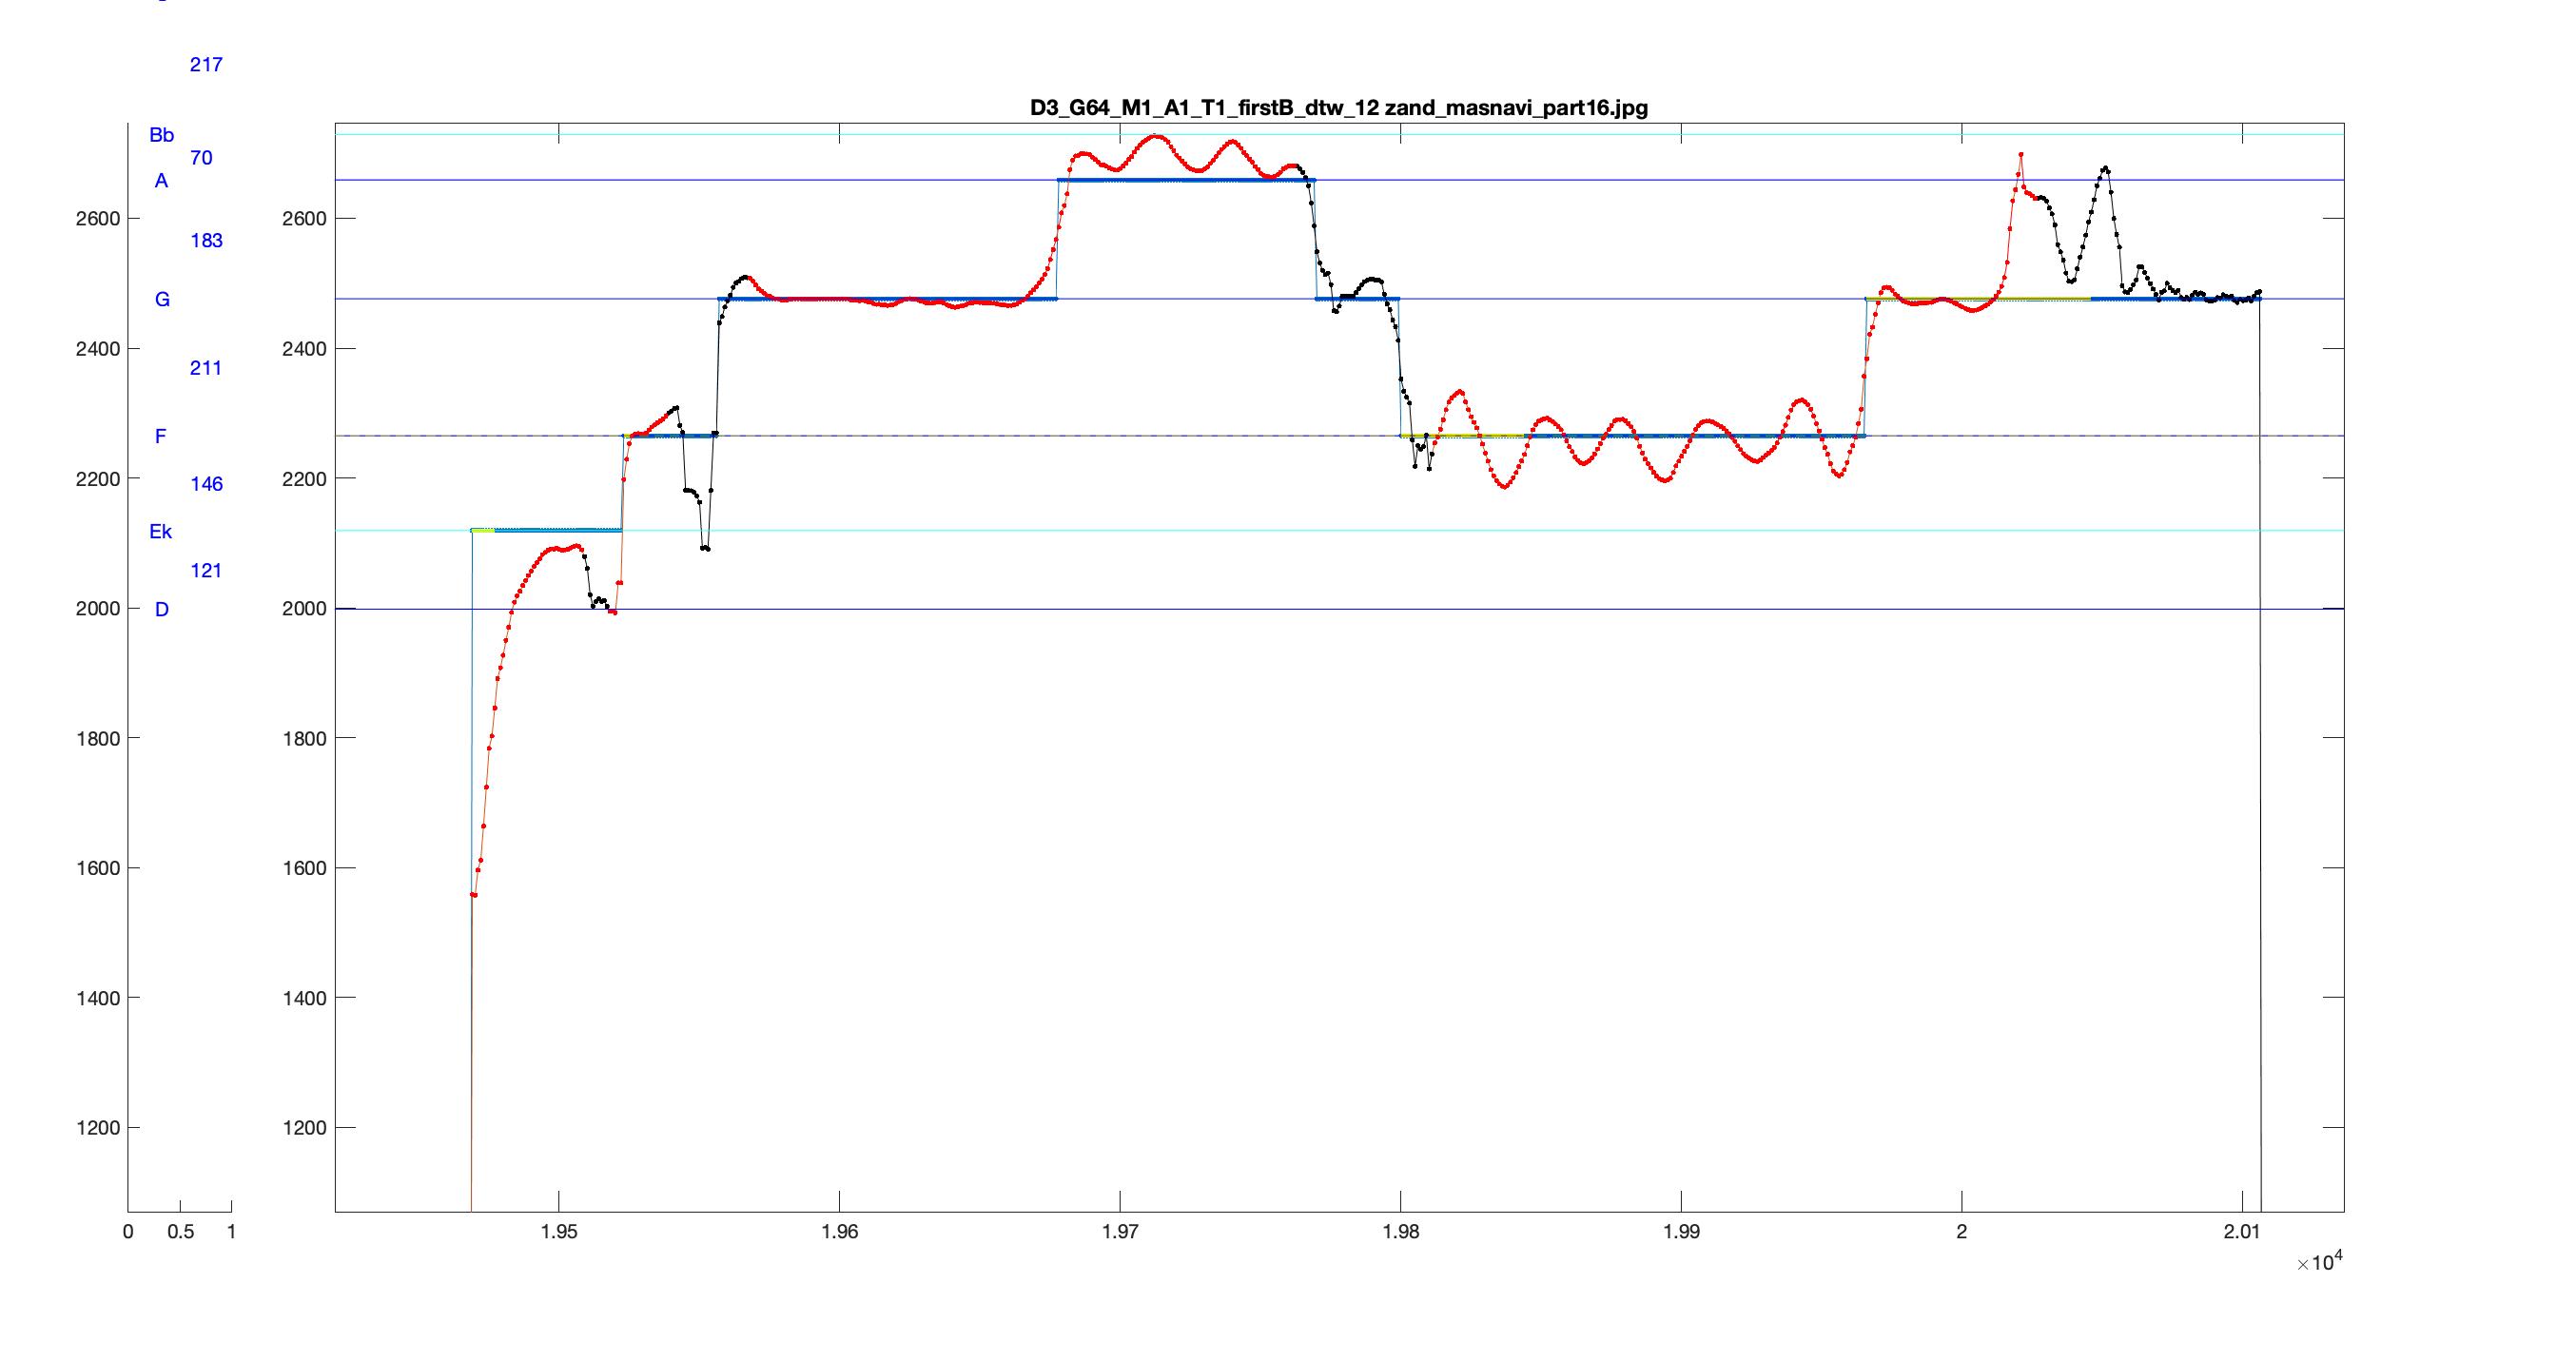 217
D3_G64_M1_A1_T1_firstB_dtw_12 zand_masnavi_part16.jpg
Bb
70
A
2600 2600
183
G
2400 2400
211
F
2200 2200
146
Ek
121
2000 D 2000
1800 1800
1600 1600
1400 1400
1200 1200
0 0.5 1 1.95 1.96 1.97 1.98 1.99 2 2.01
×10⁴